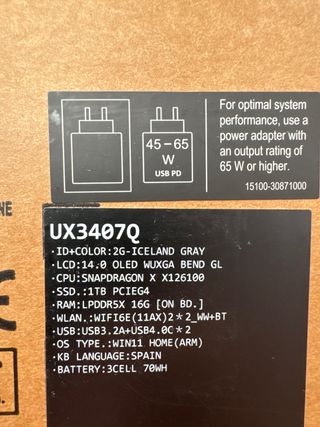 For optimal system
performance, use a
power adapter with
an output rating of
65 W or higher.
45-65
W
USB PD
15100-30871000
UX3407Q
·ID+COLOR:2G-ICELAND GRAY
·LCD:14.0 OLED WUXGA BEND GL
·CPU:SNAPDRAGON X X126100
·SSD.:1TB PCIEG4
·RAM:LPDDR5X 16G [ON BD.]
·WLAN.:WIFI6E(11AX)2*2_WW+BT
·USB:USB3.2A+USB4.0C*2
·OS TYPE.:WIN11 HOME(ARM)
·KB LANGUAGE:SPAIN
·BATTERY:3CELL 70WH